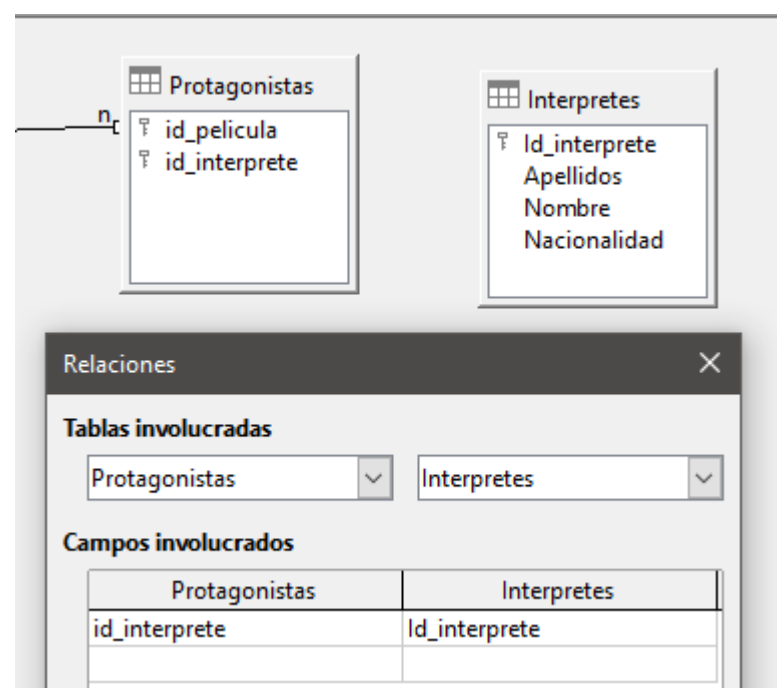 Protagonistas
n
id_pelicula
id_interprete
Interpretes
Id_interprete
Apellidos
Nombre
Nacionalidad
Relaciones
Tablas involucradas
Protagonistas Interpretes
Campos involucrados
Protagonistas Interpretes
id_interprete Id_interprete